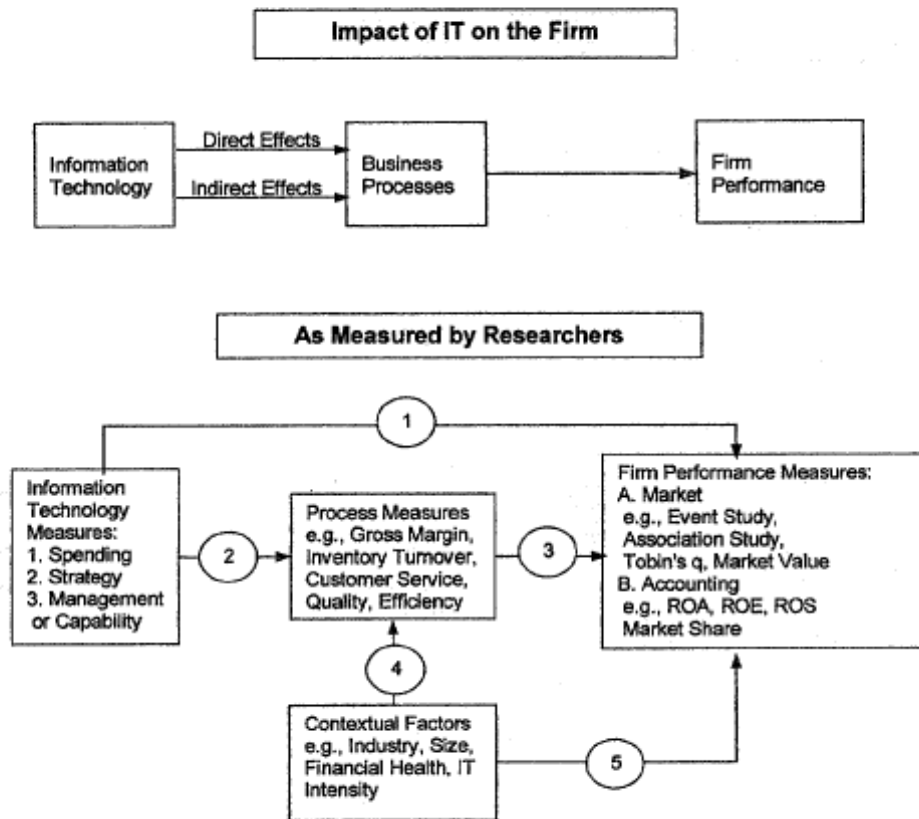 Impact of IT on the Firm
Information
Technology
Direct Effects
Indirect Effects
Business
Processes
Firm
Performance
As Measured by Researchers
1
Information
Technology
Measures:
1. Spending
2. Strategy
3. Management
or Capability
2
Process Measures
e.g., Gross Margin,
Inventory Turnover,
Customer Service,
Quality, Efficiency
3
Firm Performance Measures:
A. Market
e.g., Event Study,
Association Study,
Tobin's q, Market Value
B. Accounting
e.g., ROA, ROE, ROS
Market Share
4
Contextual Factors
e.g., Industry, Size,
Financial Health, IT
Intensity
5